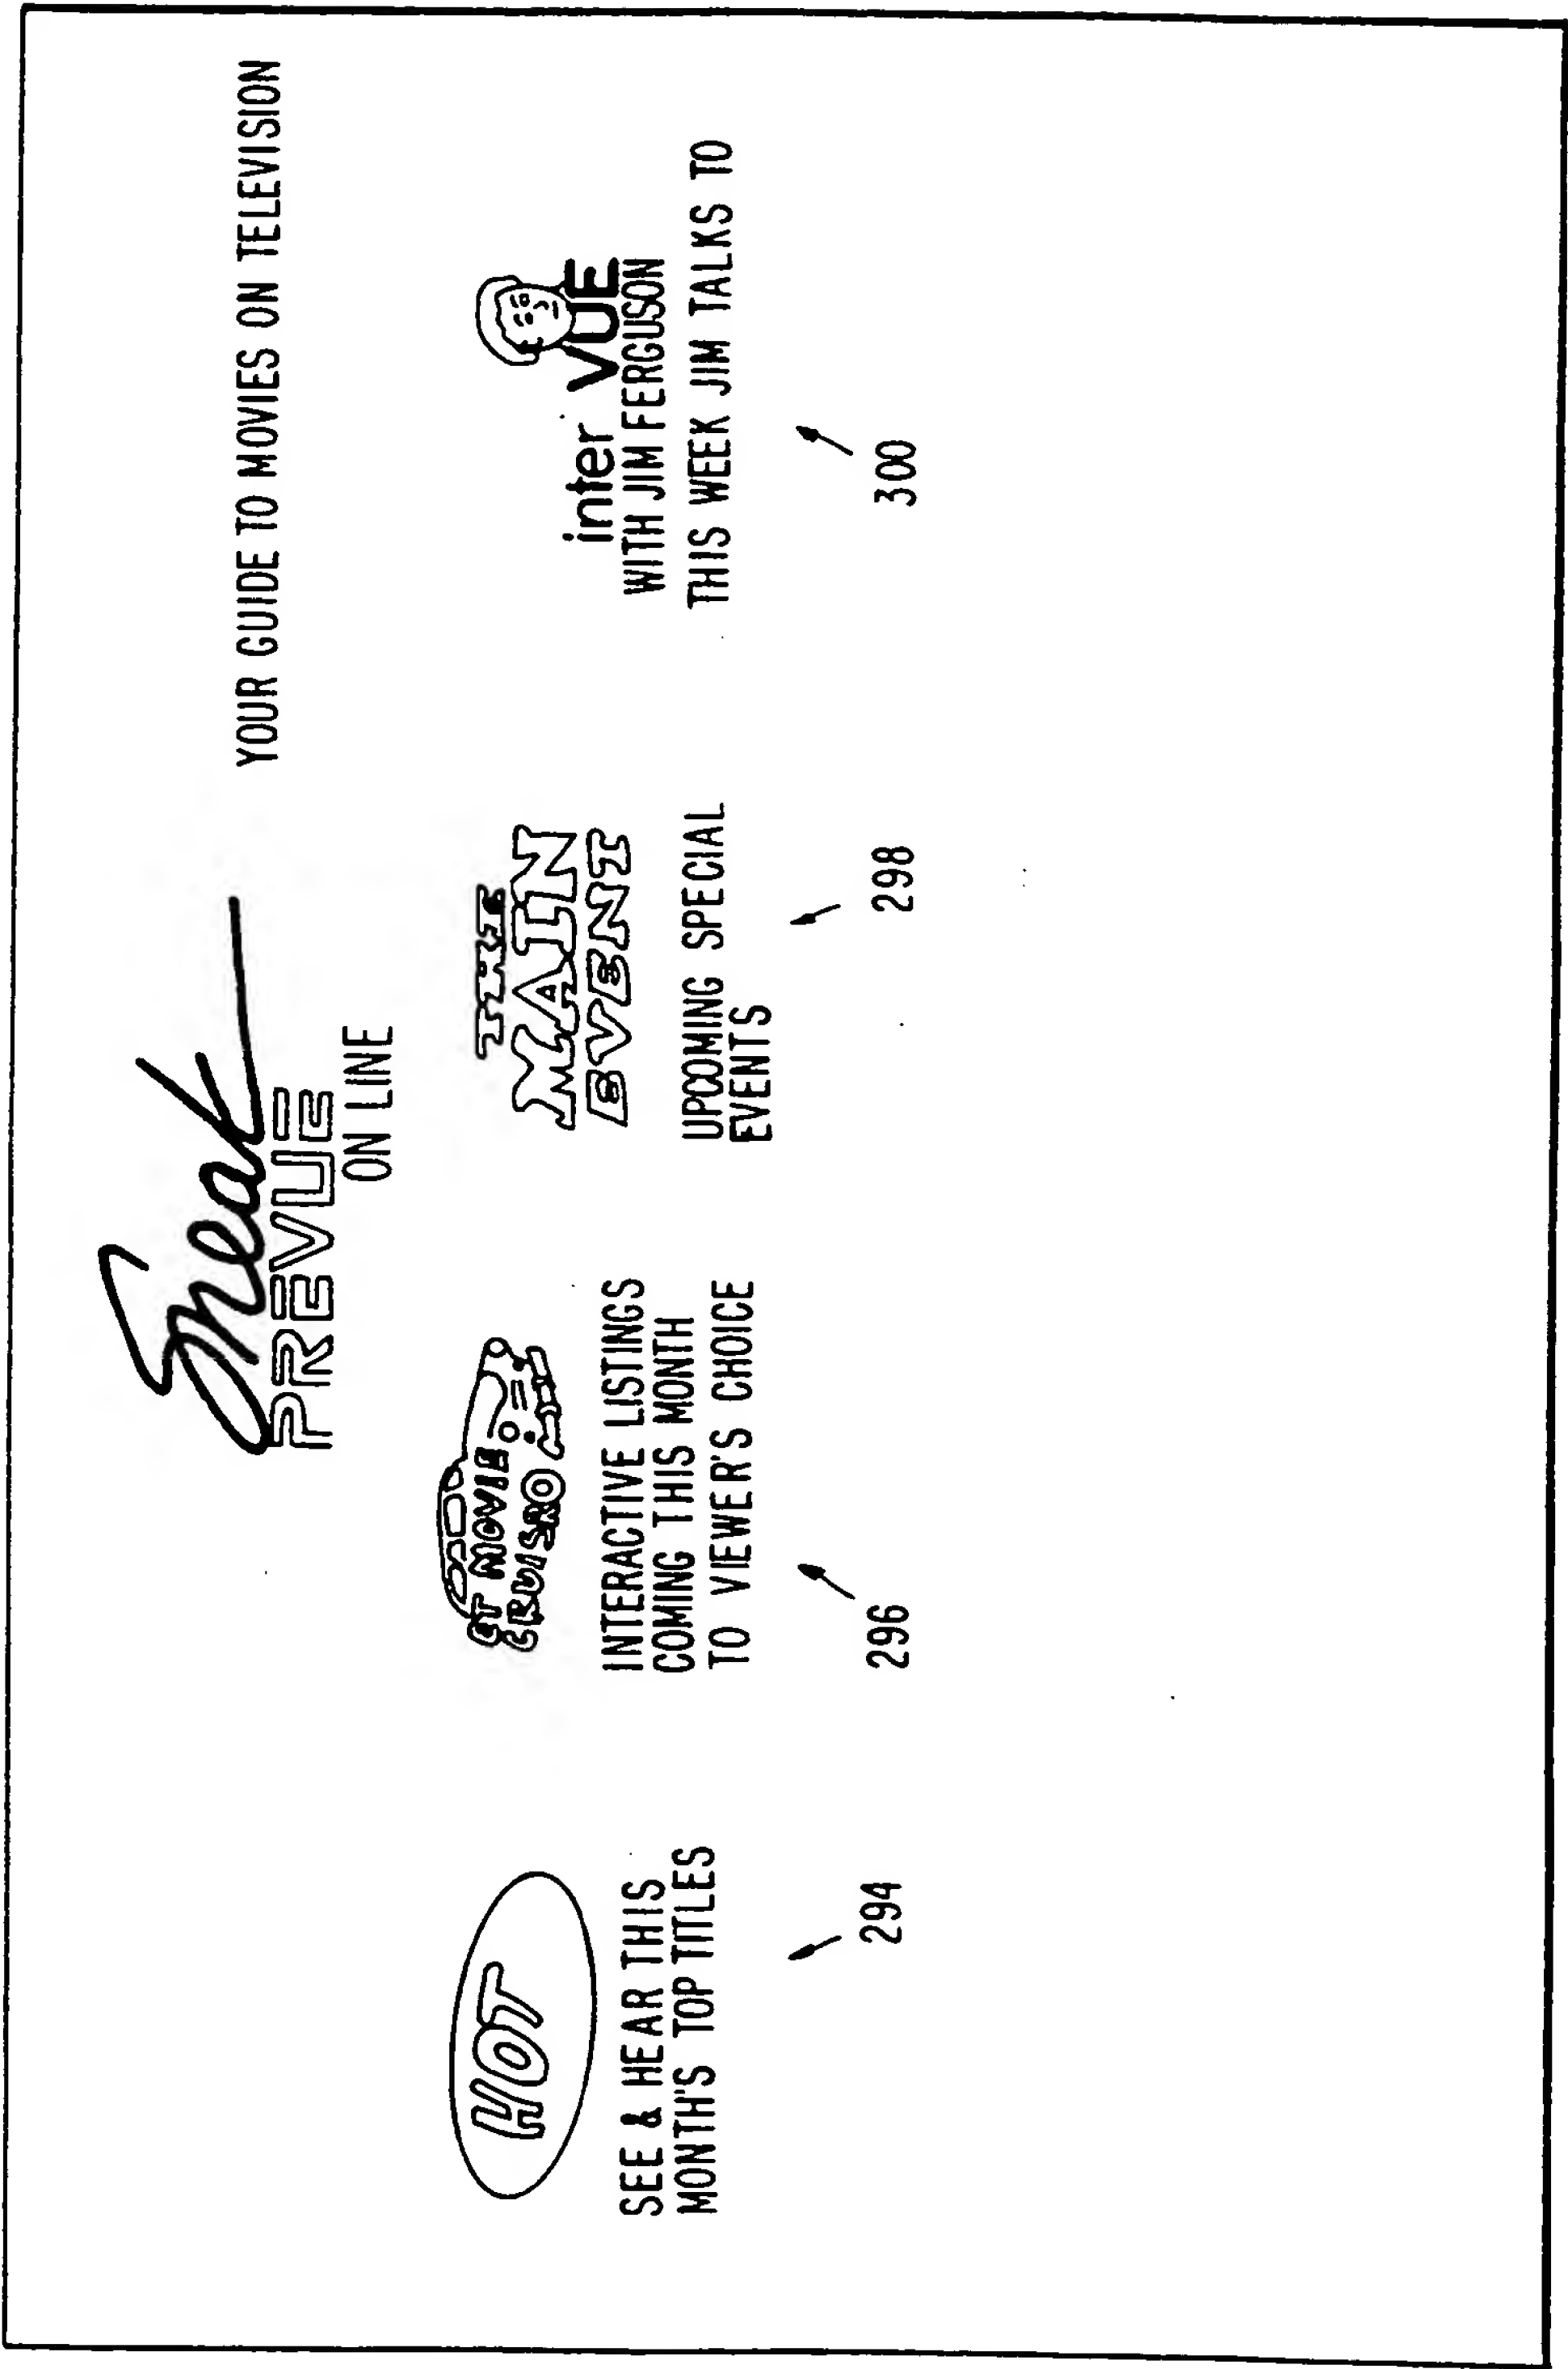 Sneak
PREVUE
ON LINE
YOUR GUIDE TO MOVIES ON TELEVISION
HOT
SEE & HEAR THIS
MONTH'S TOP TITLES
294
MOVIE
INTERACTIVE LISTINGS
COMING THIS MONTH
TO VIEWER'S CHOICE
296
THE
MAIN
EVENT
UPCOMING SPECIAL
EVENTS
298
inter VUE
WITH JIM FERGUSON
THIS WEEK JIM TALKS TO
300